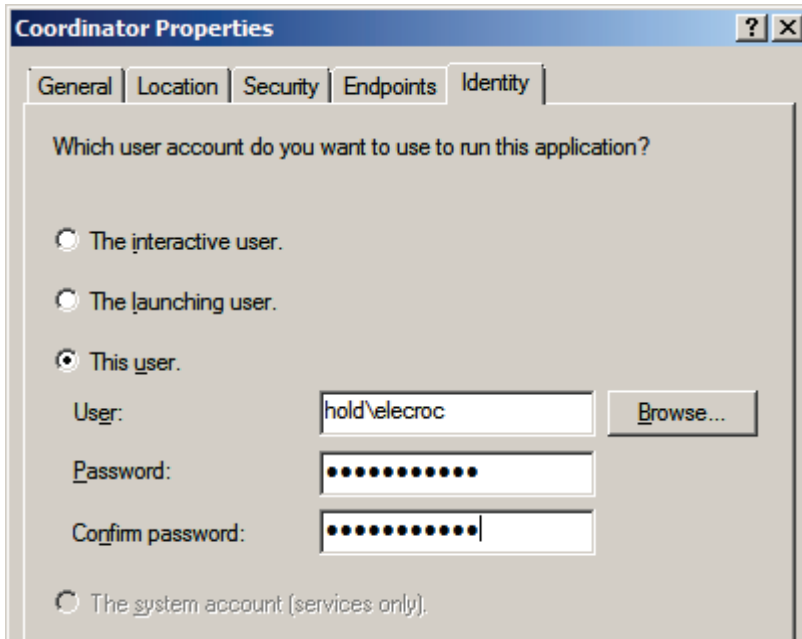 Coordinator Properties
General Location Security Endpoints Identity
Which user account do you want to use to run this application?
The interactive user.
The launching user.
This user.
User: hold\elecroc Browse...
Password: •••••••••••
Confirm password: •••••••••••
The system account (services only).